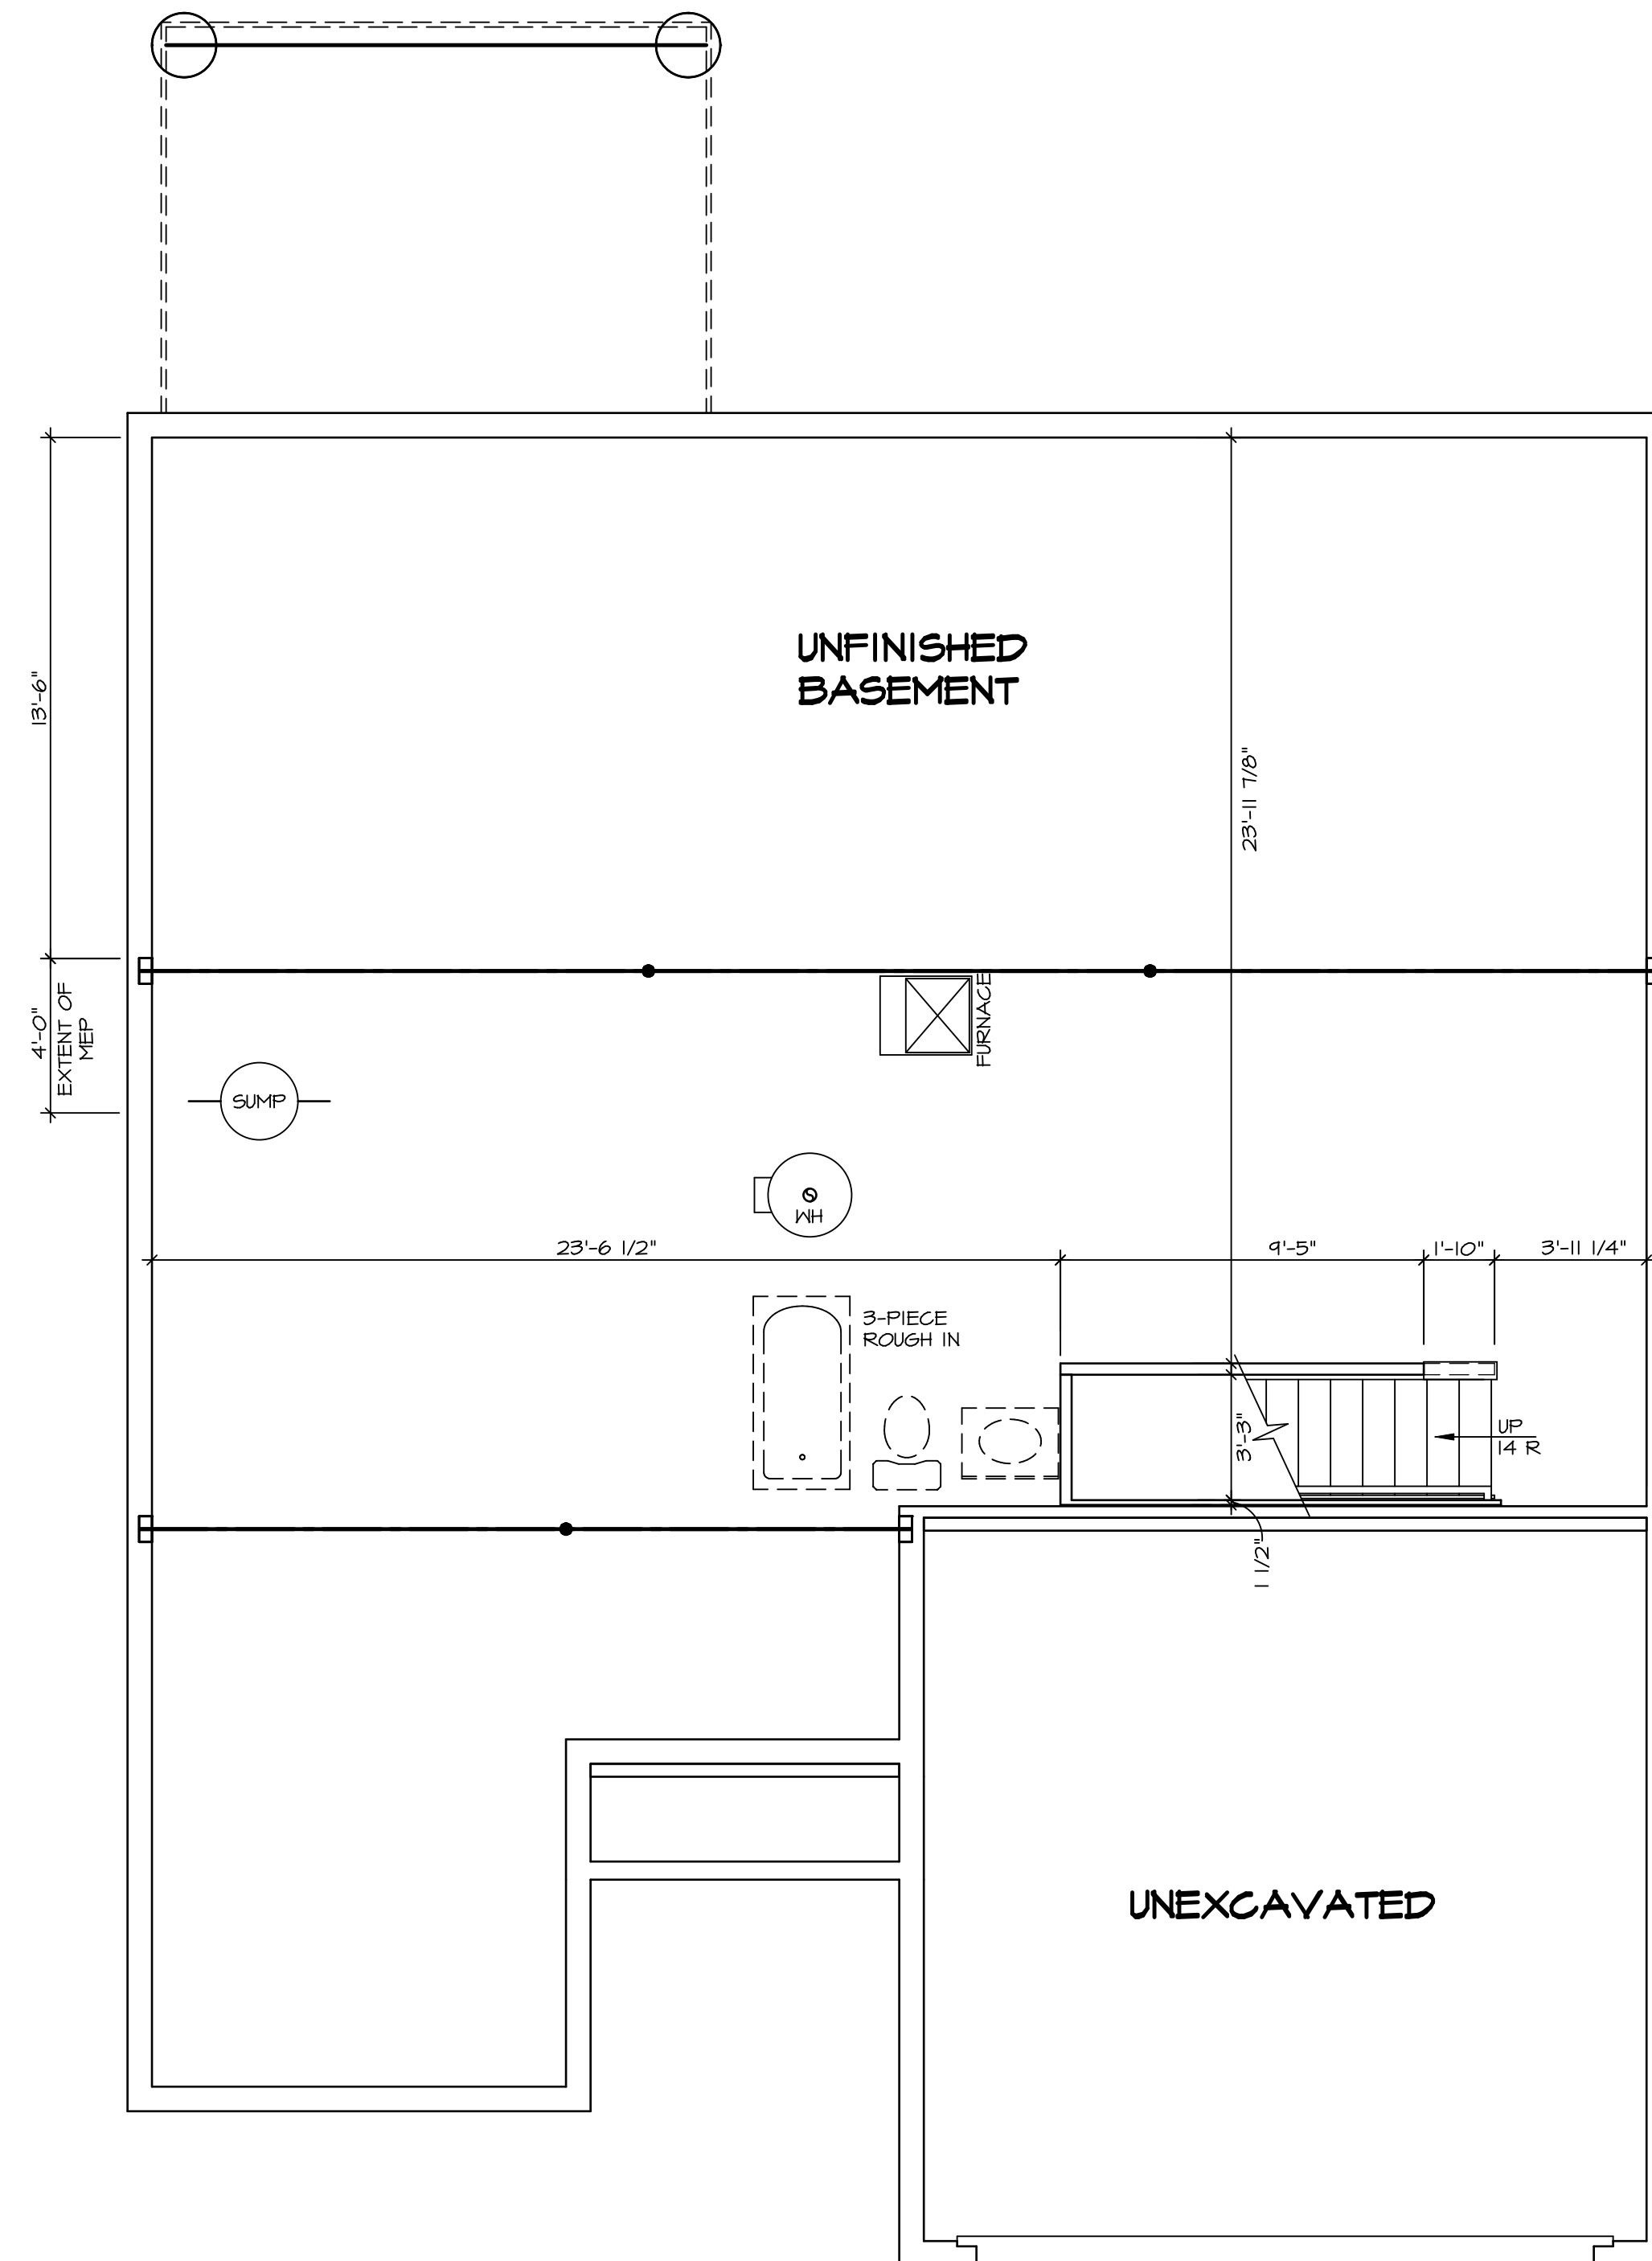 UNFINISHED
BASEMENT
13'-6"
23'-11 7/8"
4'-0"
EXTENT OF
MEP
FURNACE
SUMP
WH
23'-6 1/2"
9'-5"
1'-10"
3'-11 1/4"
3-PIECE
ROUGH IN
3'-3"
UP
14 R
1 1/2"
UNEXCAVATED